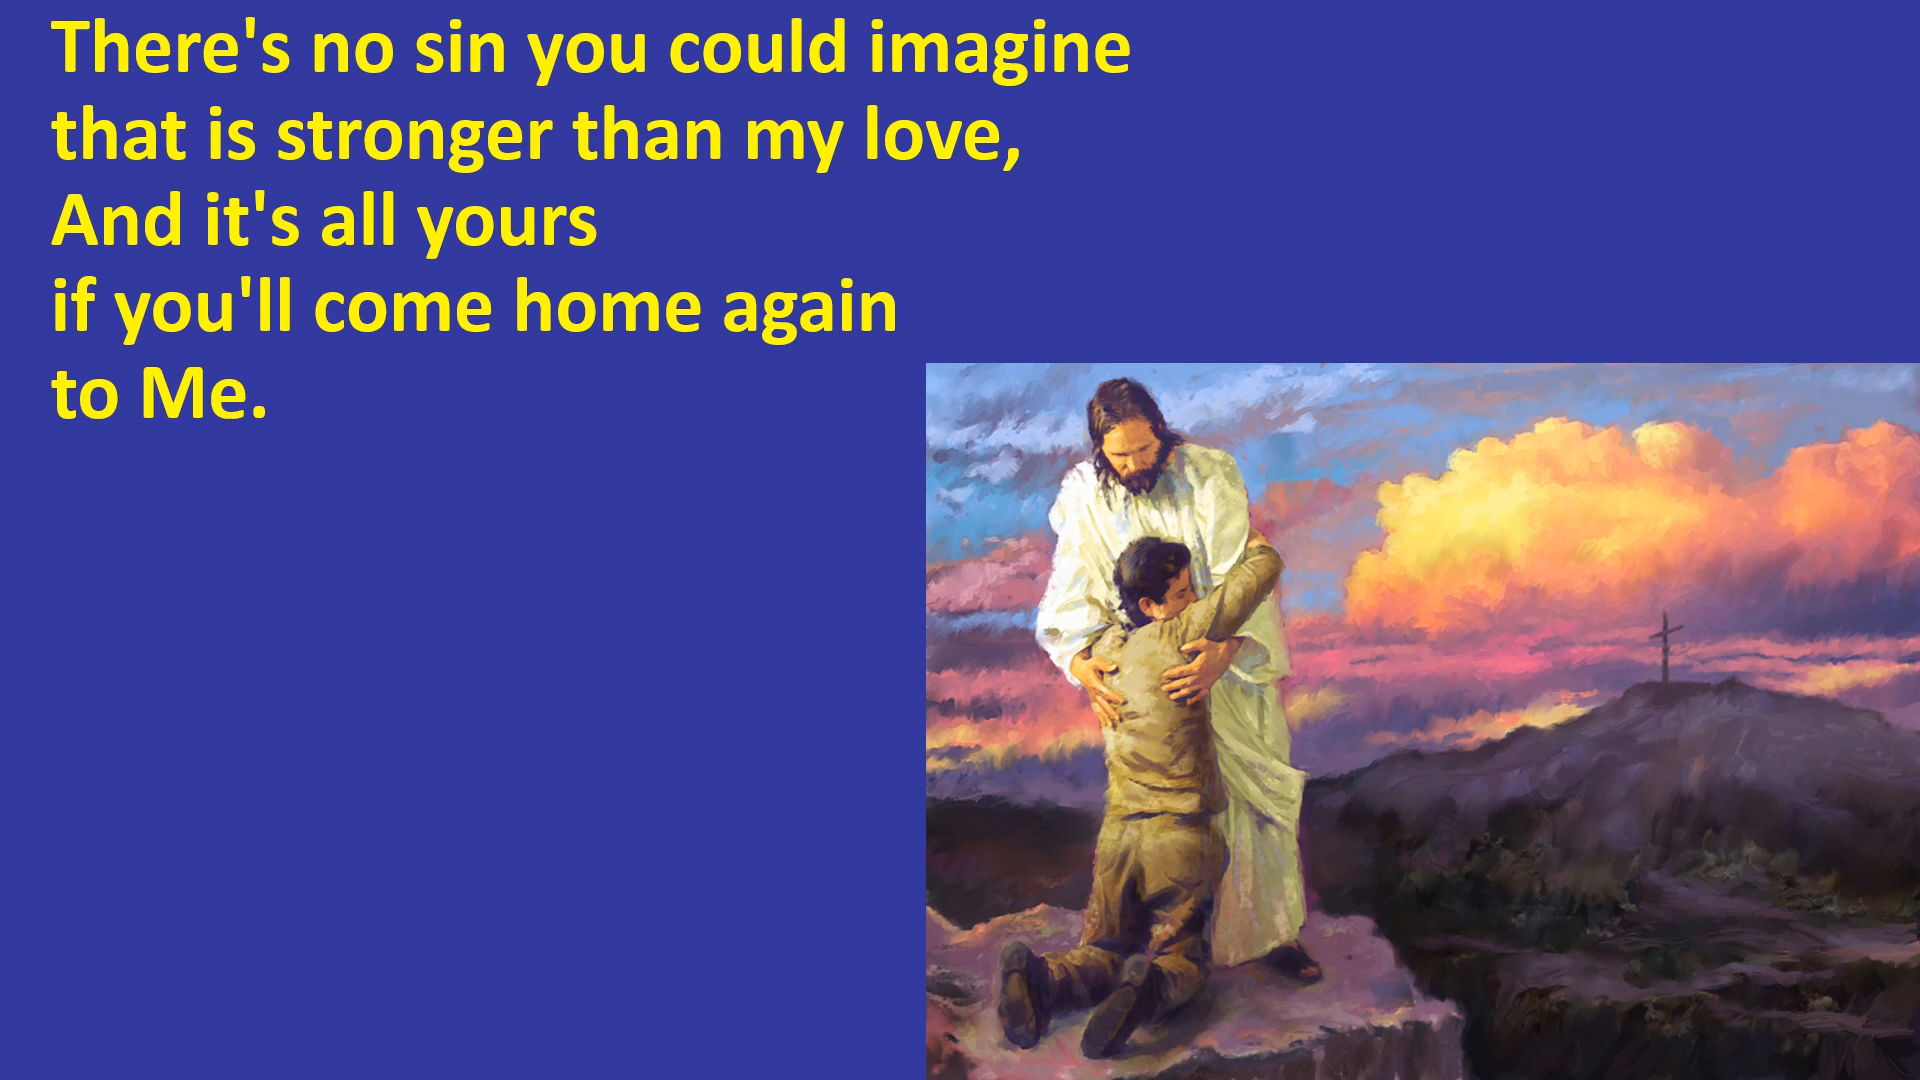 There's no sin you could imagine
that is stronger than my love,
And it's all yours
if you'll come home again
to Me.